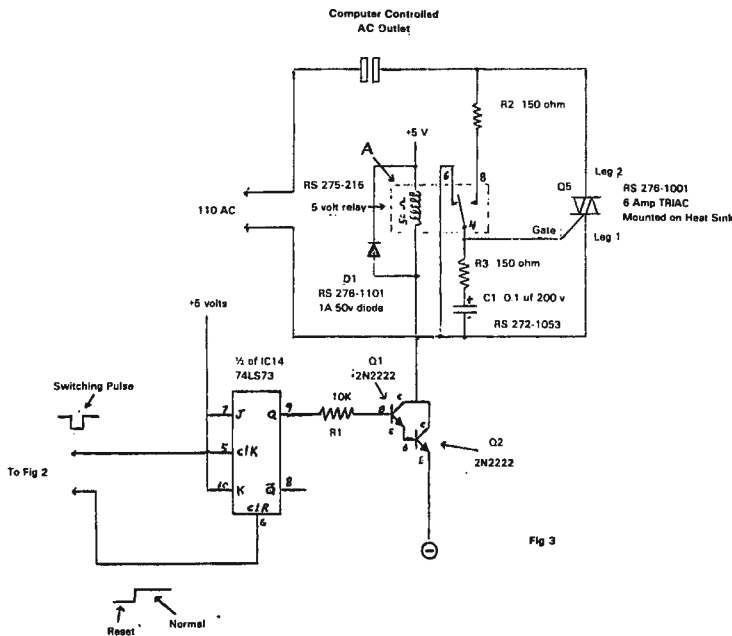 Computer Controlled
AC Outlet
R2 150 ohm
+5 V
A
6
8
RS 275-215
5 volt relay
Leg 2
Q5
RS 276-1001
6 Amp TRIAC
Mounted on Heat Sink
110 AC
4
Gate
Leg 1
R3 150 ohm
D1
RS 276-1101
1A 50v diode
+
C1 0.1 uf 200 v
-
RS 272-1053
+5 volts
½ of IC14
74LS73
Q1
2N2222
Switching Pulse
7
J
Q
9
10K
B
C
E
R1
5
clK
B
C
E
Q2
2N2222
To Fig 2
10
K
Q̅
8
clR
6
Fig 3
Reset
Normal